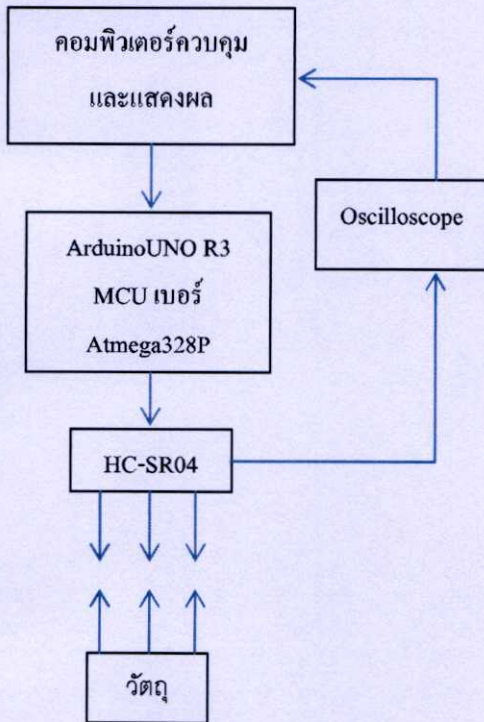 คอมพิวเตอร์ควบคุม
และแสดงผล
Oscilloscope
ArduinoUNO R3
MCU เบอร์
Atmega328P
HC-SR04
วัตถุ